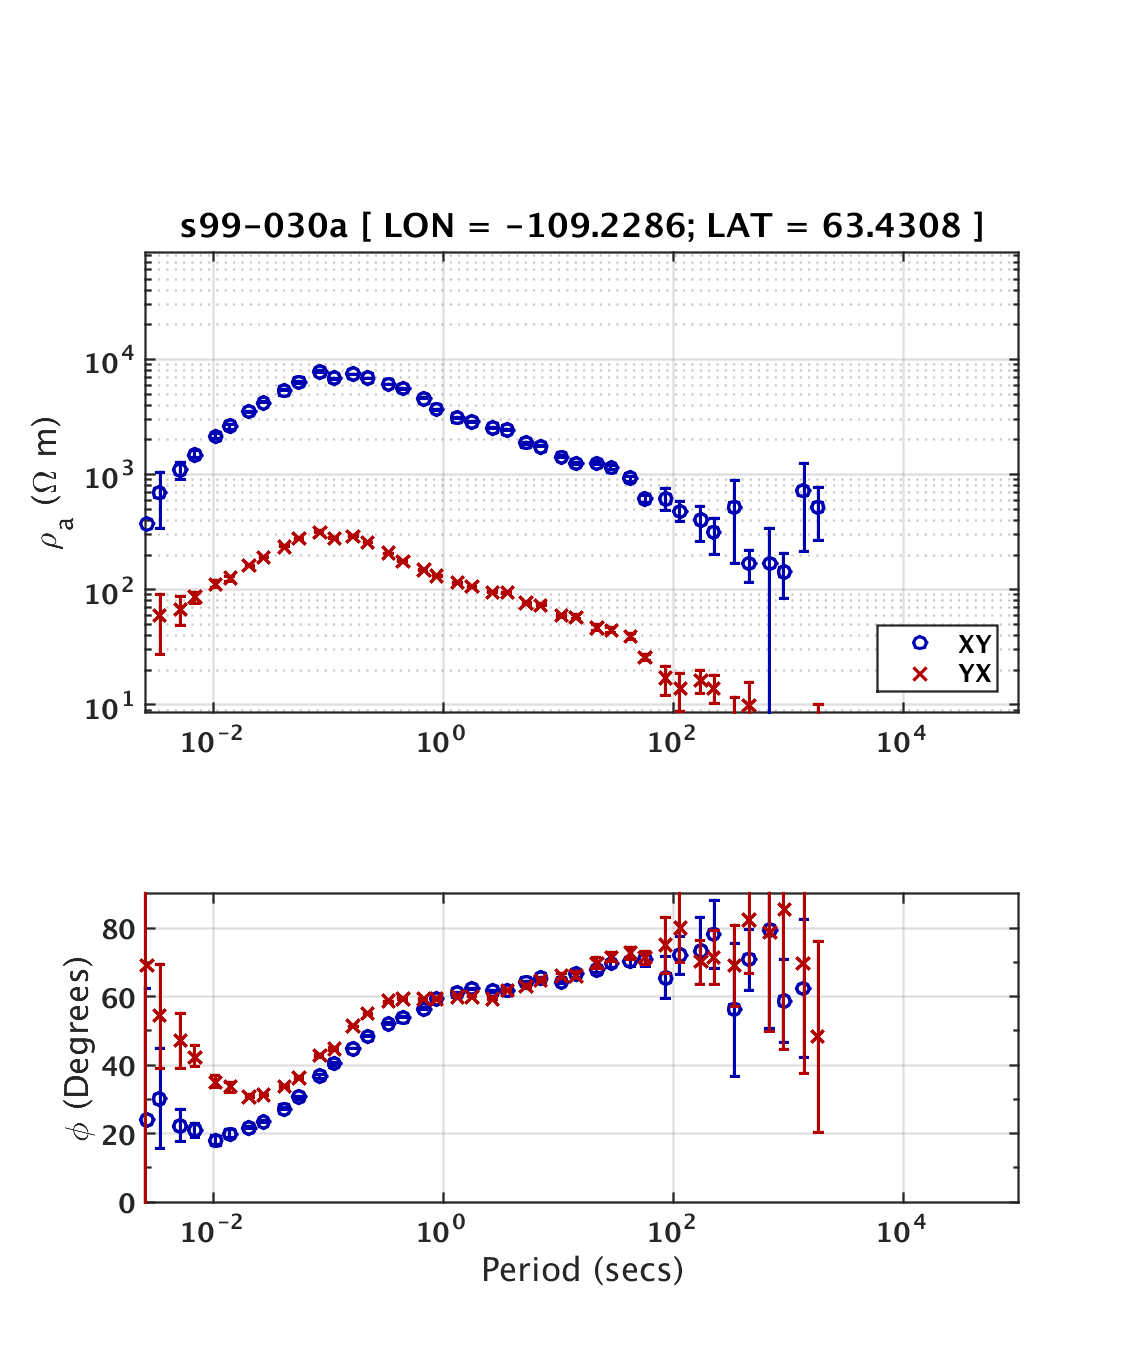 s99-030a [ LON = -109.2286; LAT = 63.4308 ]
ρa (Ω m)
10^4
10^3
10^2
10^1
10^-2 10^0 10^2 10^4
XY
YX
ϕ (Degrees)
80
60
40
20
0
10^-2 10^0 10^2 10^4
Period (secs)